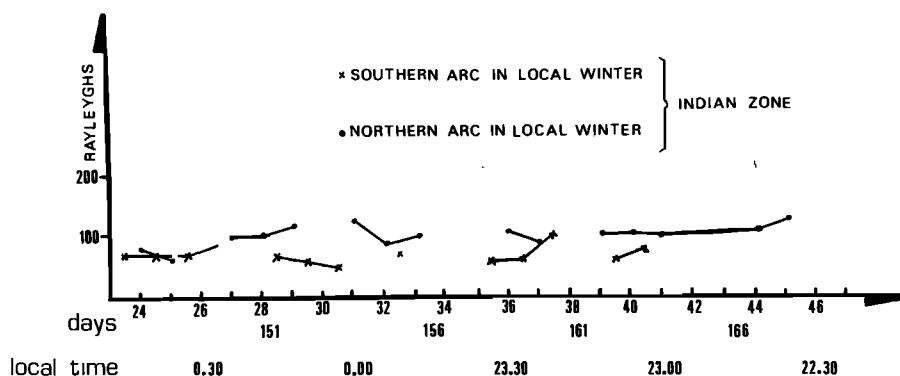 RAYLEYGHS
200
100
× SOUTHERN ARC IN LOCAL WINTER
• NORTHERN ARC IN LOCAL WINTER
INDIAN ZONE
24 26 28 30 32 34 36 38 40 42 44 46
days 151 156 161 166
local time 0.30 0.00 23.30 23.00 22.30